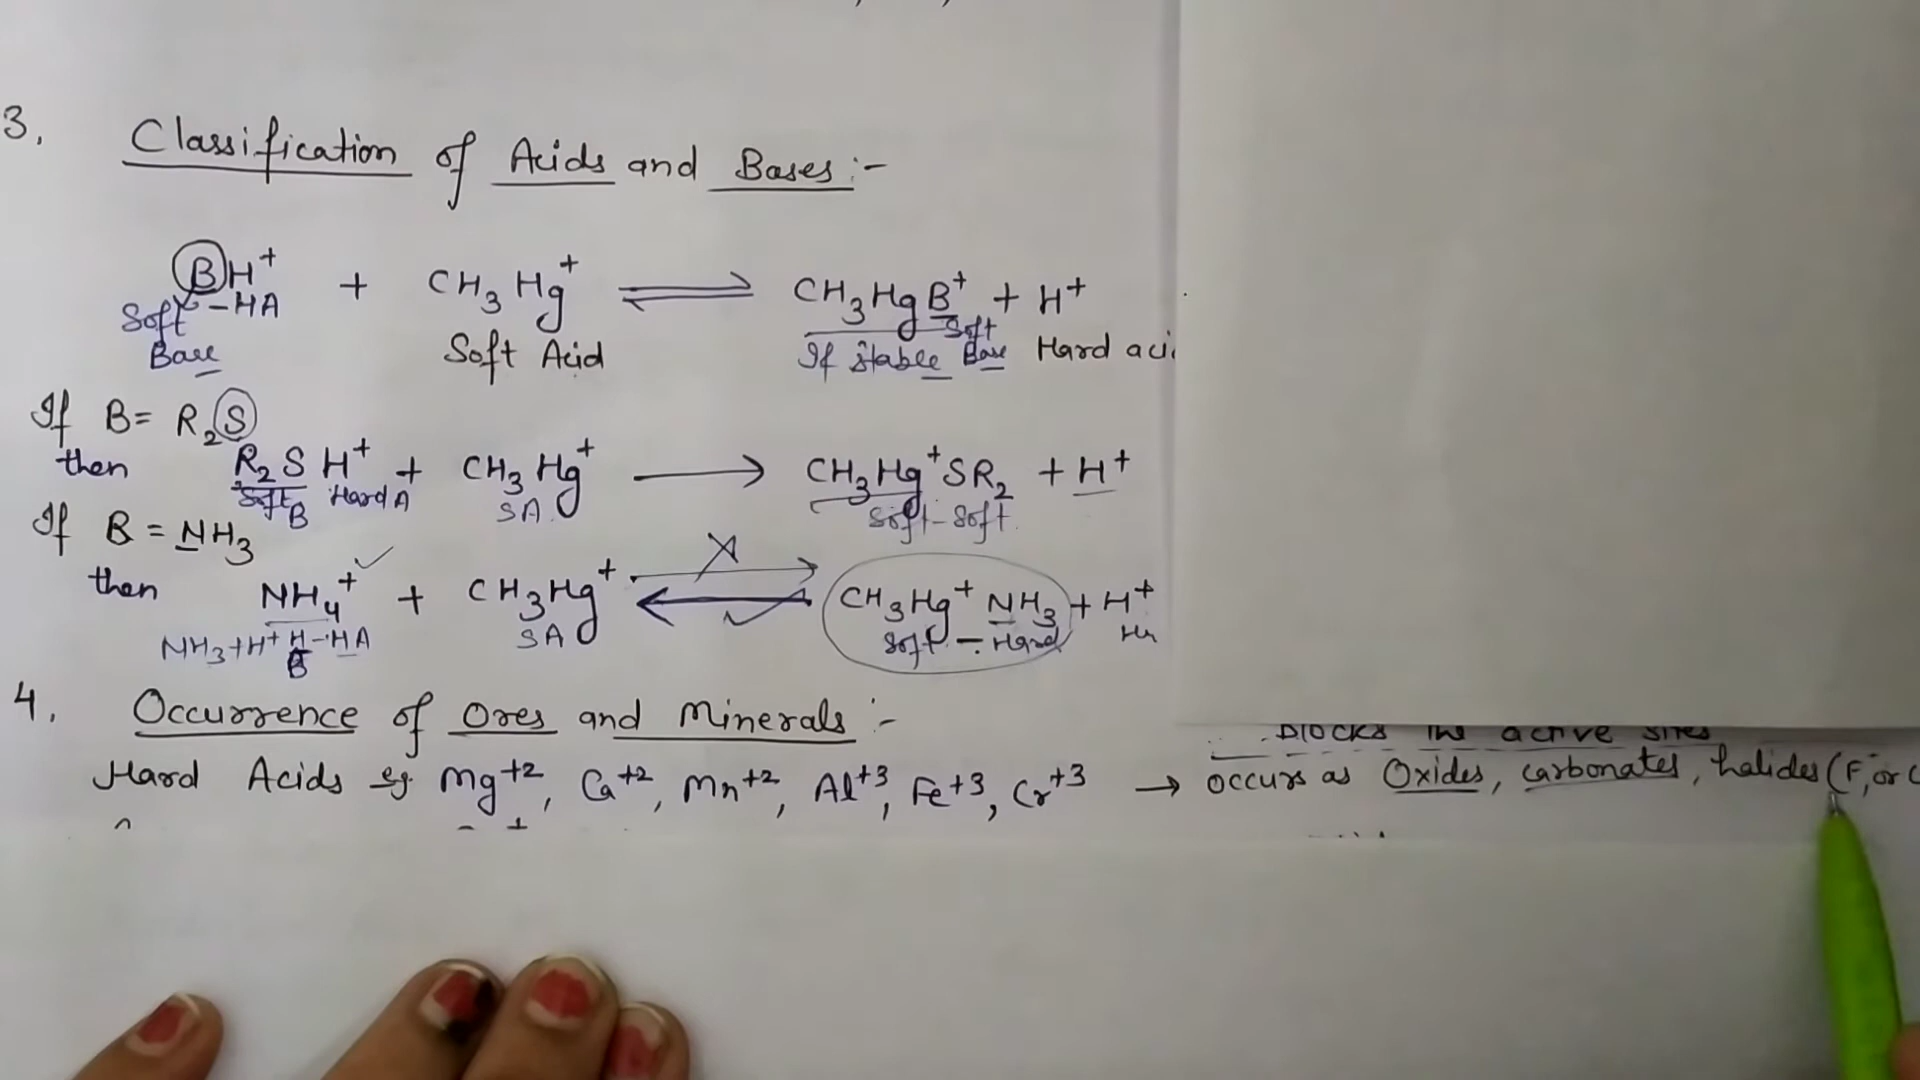 3. Classification of Acids and Bases :-
BH+ + CH3Hg+ ⇌ CH3HgB+ + H+
Soft - HA Soft
Base Soft Acid If stable Base Hard aci
If B = R2S
then R2S H+ + CH3Hg+ → CH3Hg+SR2 + H+
Soft B Hard A SA Soft - Soft
If B = NH3
then NH4+ ✓ + CH3Hg+ ⇌ X ✓ CH3Hg+ NH3 + H+
NH3 + H+ H - HA SA Soft - Hard
B
4. Occurrence of Ores and Minerals :-
Blocks the active sites
Hard Acids eg Mg+2, Ca+2, Mn+2, Al+3, Fe+3, Cr+3 → occurs as Oxides, carbonates, halides (F-, or